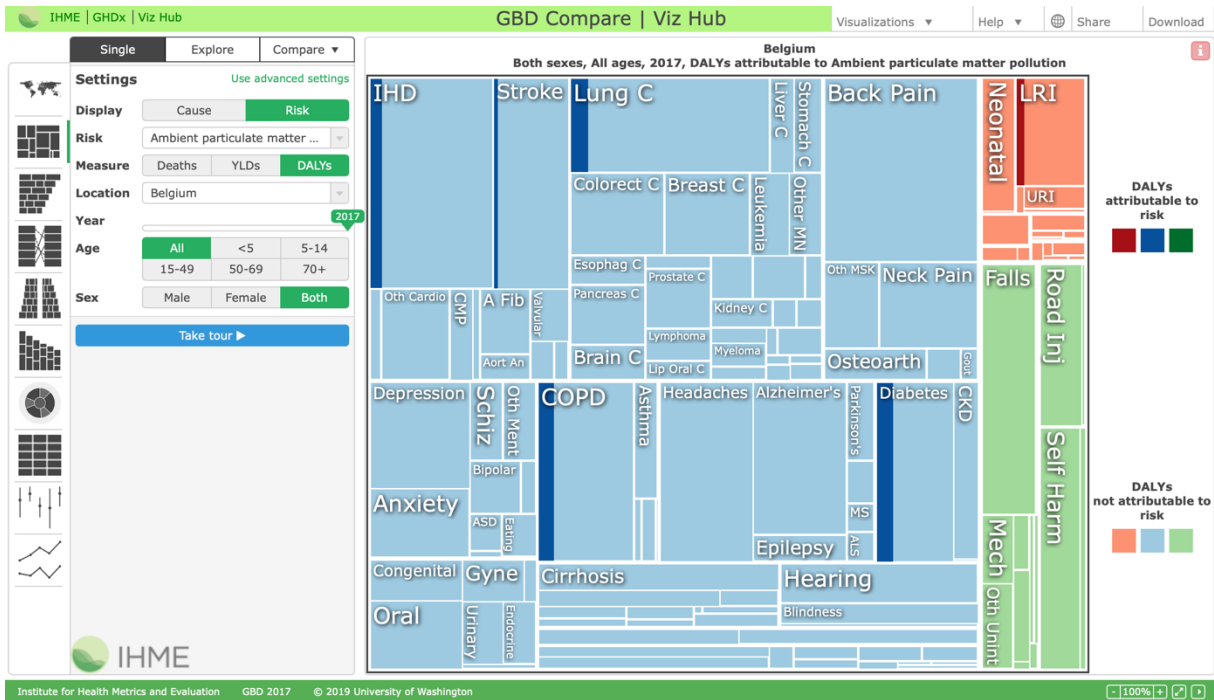 IHME | GHDx | Viz Hub
GBD Compare | Viz Hub
Visualizations ▼
Help ▼
Share
Download
Single
Explore
Compare ▼
Settings
Use advanced settings
Display
Cause
Risk
Risk
Ambient particulate matter ...
Measure
Deaths
YLDs
DALYs
Location
Belgium
Year
2017
Age
All
<5
5-14
15-49
50-69
70+
Sex
Male
Female
Both
Take tour ▶
IHME
Belgium
Both sexes, All ages, 2017, DALYs attributable to Ambient particulate matter pollution
i
IHD
Stroke
Lung C
Liver C
Stomach C
Back Pain
Neonatal
LRI
URI
Colorect C
Breast C
Leukemia
Other MN
Esophag C
Prostate C
Pancreas C
Kidney C
Lymphoma
Myeloma
Brain C
Lip Oral C
Oth MSK
Neck Pain
Osteoarth
Gout
Oth Cardio
CMP
A Fib
Valvular
Aort An
Falls
Road Inj
Depression
Schiz
Oth Ment
Bipolar
Anxiety
ASD
Eating
COPD
Asthma
Headaches
Alzheimer's
Parkinson's
MS
Epilepsy
ALS
Diabetes
CKD
Self Harm
Mech
Oth Unint
Congenital
Gyne
Oral
Urinary
Endocrine
Cirrhosis
Hearing
Blindness
DALYs
attributable to
risk
DALYs
not attributable to
risk
Institute for Health Metrics and Evaluation
GBD 2017
© 2019 University of Washington
- 100% +